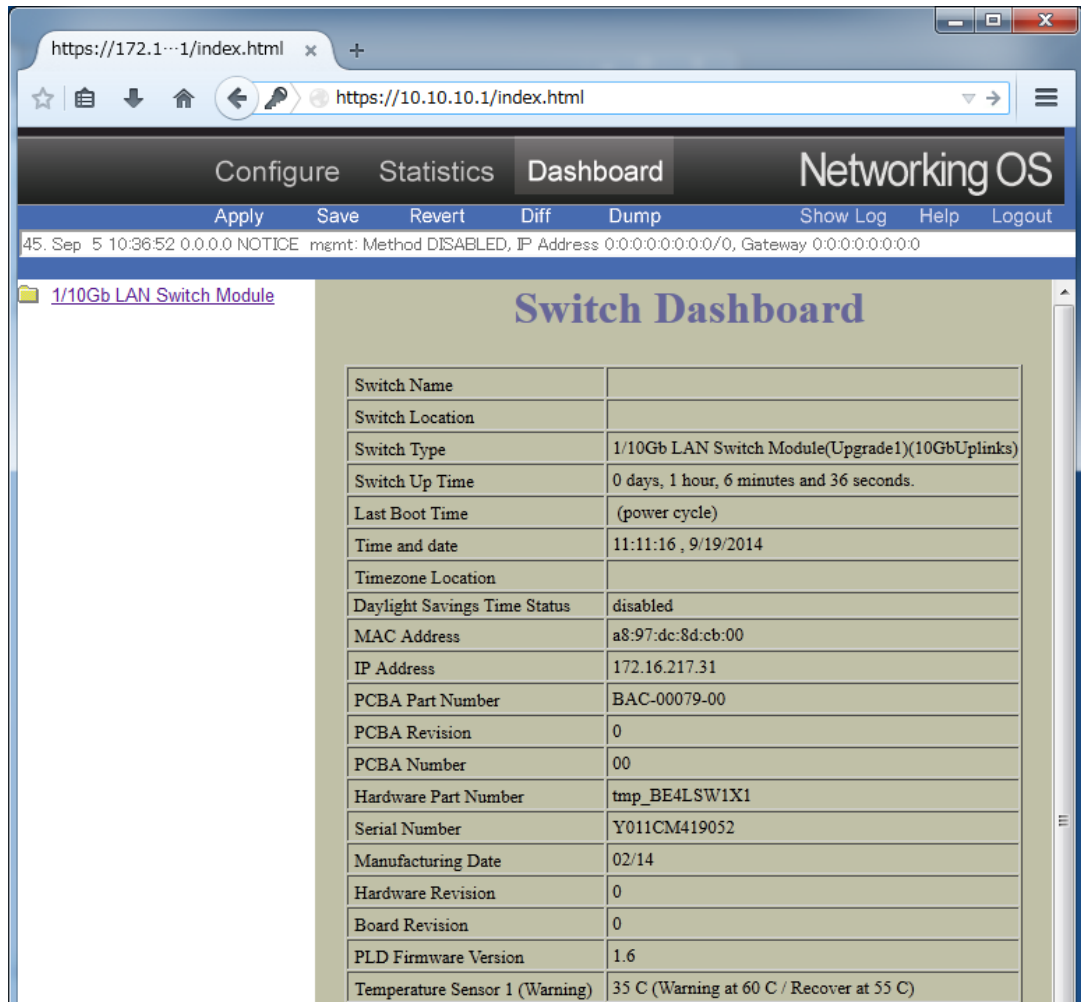 https://172.1…1/index.html
https://10.10.10.1/index.html
Configure Statistics Dashboard Networking OS
Apply Save Revert Diff Dump Show Log Help Logout
45. Sep 5 10:36:52 0.0.0.0 NOTICE mgmt: Method DISABLED, IP Address 0:0:0:0:0:0:0:0/0, Gateway 0:0:0:0:0:0:0:0
1/10Gb LAN Switch Module
Switch Dashboard
Switch Name
Switch Location
Switch Type 1/10Gb LAN Switch Module(Upgrade1)(10GbUplinks)
Switch Up Time 0 days, 1 hour, 6 minutes and 36 seconds.
Last Boot Time (power cycle)
Time and date 11:11:16 , 9/19/2014
Timezone Location
Daylight Savings Time Status disabled
MAC Address a8:97:dc:8d:cb:00
IP Address 172.16.217.31
PCBA Part Number BAC-00079-00
PCBA Revision 0
PCBA Number 00
Hardware Part Number tmp_BE4LSW1X1
Serial Number Y011CM419052
Manufacturing Date 02/14
Hardware Revision 0
Board Revision 0
PLD Firmware Version 1.6
Temperature Sensor 1 (Warning) 35 C (Warning at 60 C / Recover at 55 C)